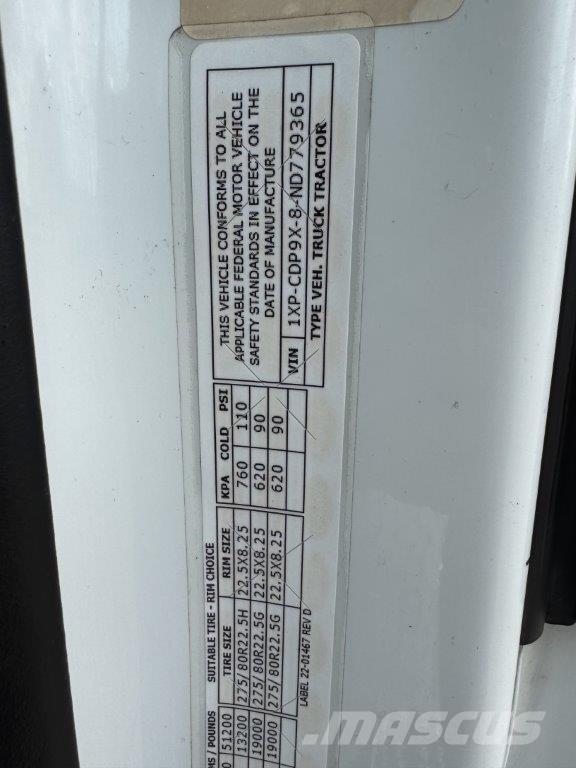 THIS VEHICLE CONFORMS TO ALL
APPLICABLE FEDERAL MOTOR VEHICLE
SAFETY STANDARDS IN EFFECT ON THE
DATE OF MANUFACTURE
VIN 1XP-CDP9X-8-ND779365
TYPE VEH. TRUCK TRACTOR
MS / POUNDS SUITABLE TIRE - RIM CHOICE
51200 TIRE SIZE RIM SIZE KPA COLD PSI
13200 275/80R22.5H 22.5X8.25 760 110
19000 275/80R22.5G 22.5X8.25 620 90
19000 275/80R22.5G 22.5X8.25 620 90
LABEL 22-01467 REV D
MASCUS